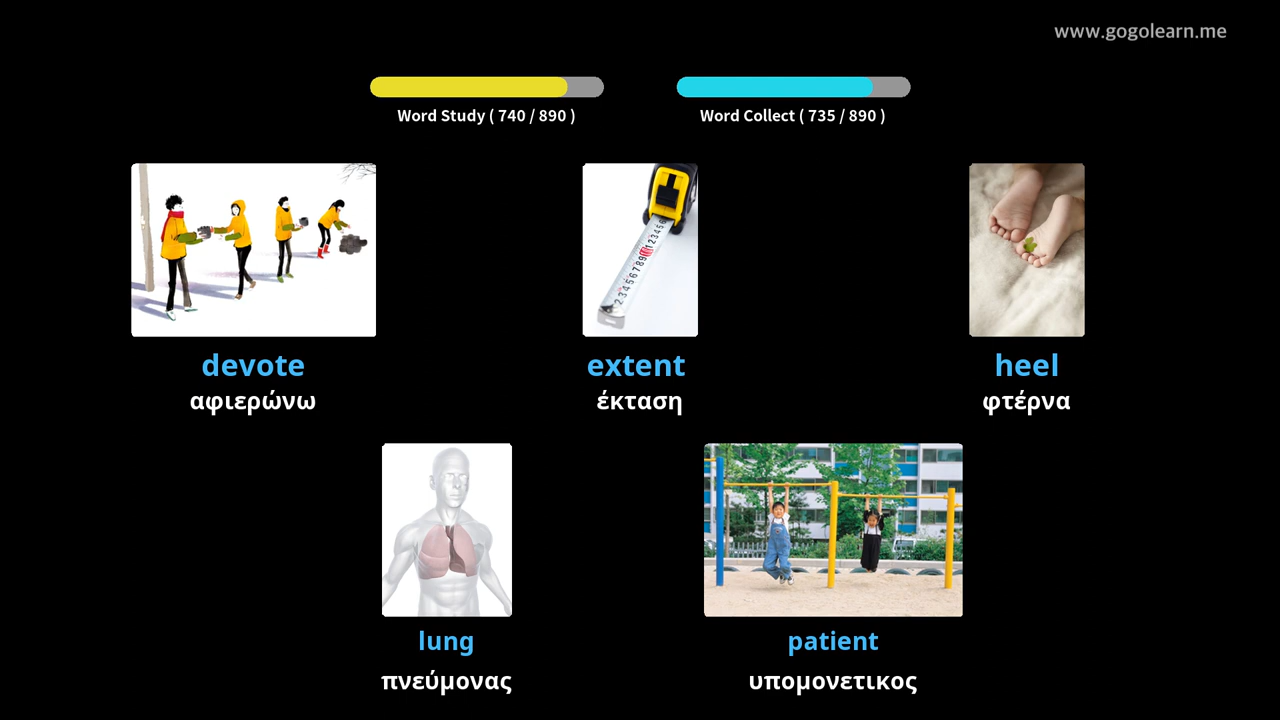 www.gogolearn.me
Word Study ( 740 / 890 )
Word Collect ( 735 / 890 )
devote
αφιερώνω
extent
έκταση
heel
φτέρνα
lung
πνεύμονας
patient
υπομονετικος